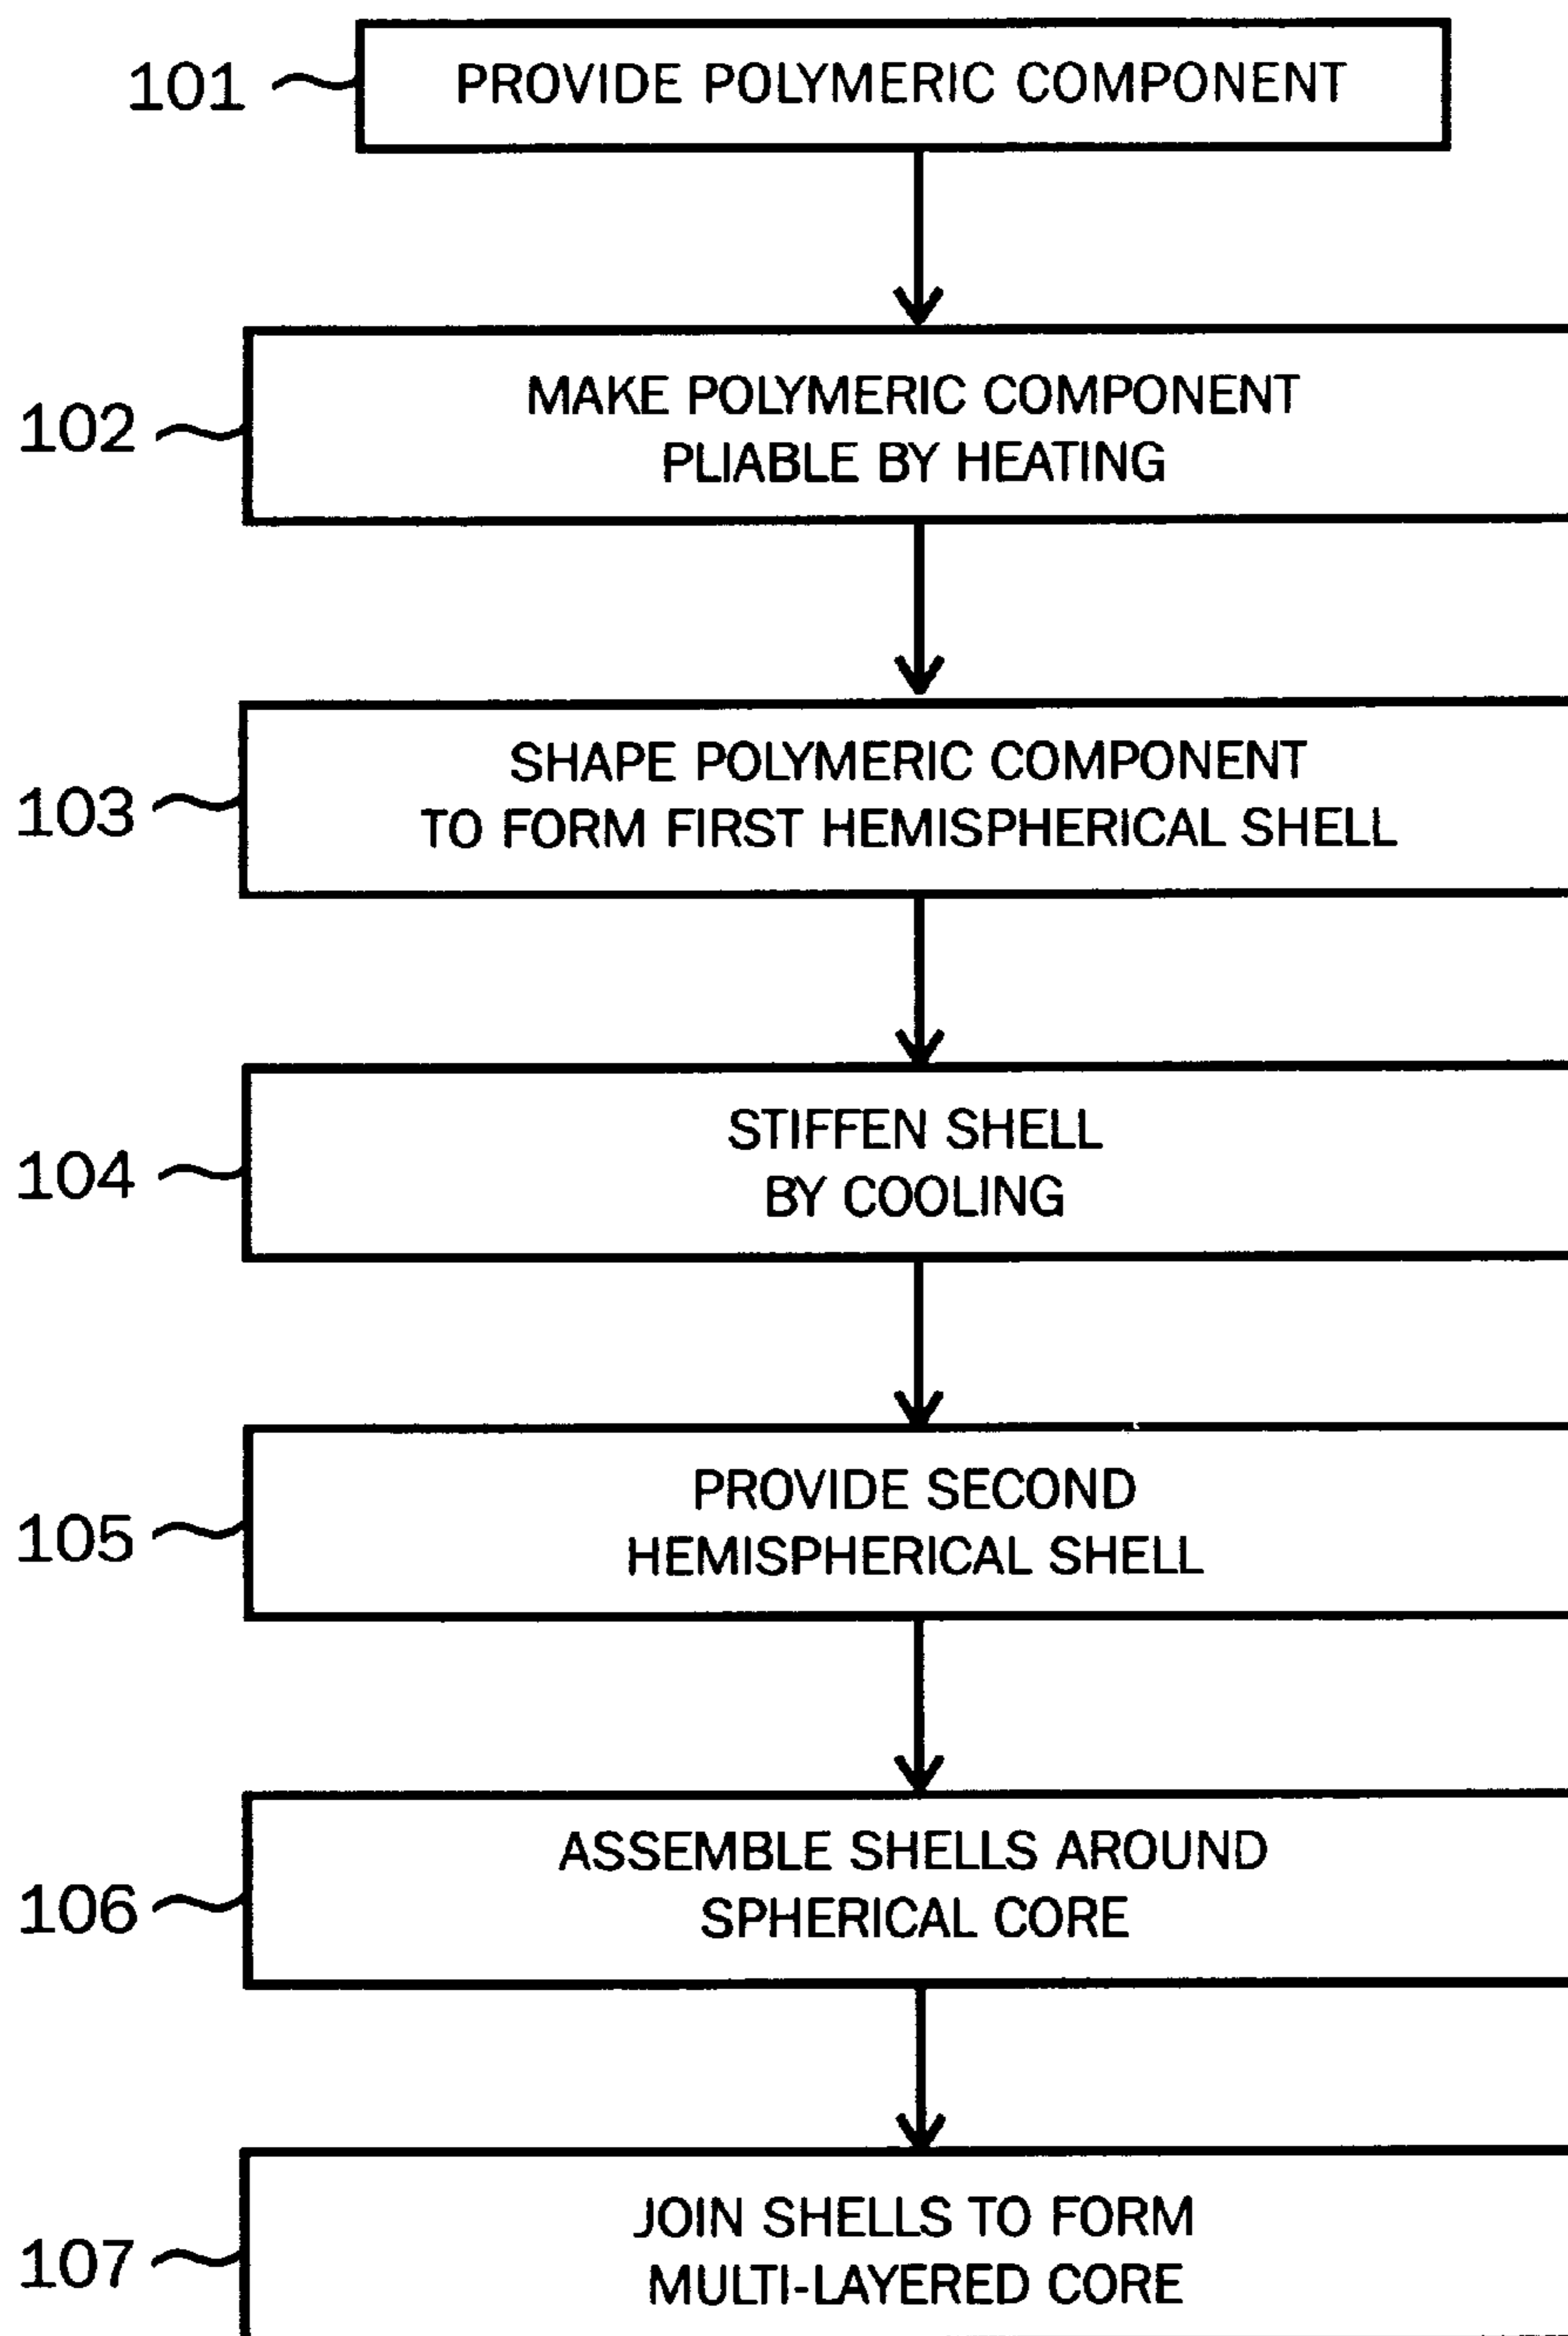 101 PROVIDE POLYMERIC COMPONENT
102 MAKE POLYMERIC COMPONENT
PLIABLE BY HEATING
103 SHAPE POLYMERIC COMPONENT
TO FORM FIRST HEMISPHERICAL SHELL
104 STIFFEN SHELL
BY COOLING
105 PROVIDE SECOND
HEMISPHERICAL SHELL
106 ASSEMBLE SHELLS AROUND
SPHERICAL CORE
107 JOIN SHELLS TO FORM
MULTI-LAYERED CORE